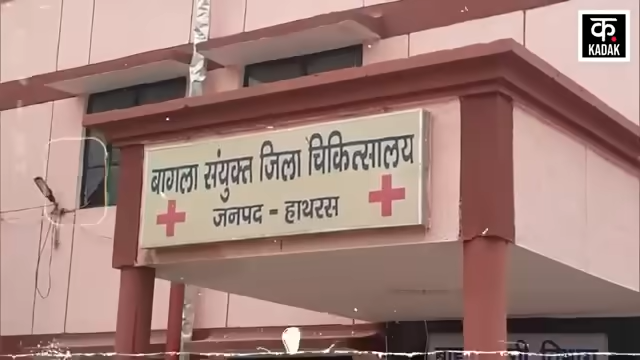 क
KADAK
बागला संयुक्त जिला चिकित्सालय
जनपद - हाथरस